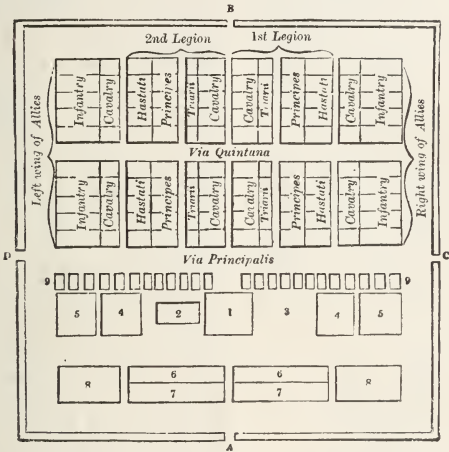 B
2nd Legion 1st Legion
Left wing of Allies
Infantry Cavalry Hastati Principes Triarii Cavalry Cavalry Triarii Principes Hastati Cavalry Infantry
Right wing of Allies
Via Quintana
Infantry Cavalry Hastati Principes Triarii Cavalry Cavalry Triarii Principes Hastati Cavalry Infantry
D Via Principalis C
9 9
5 4 2 1 3 4 5
8 6 6 8
7 7
A